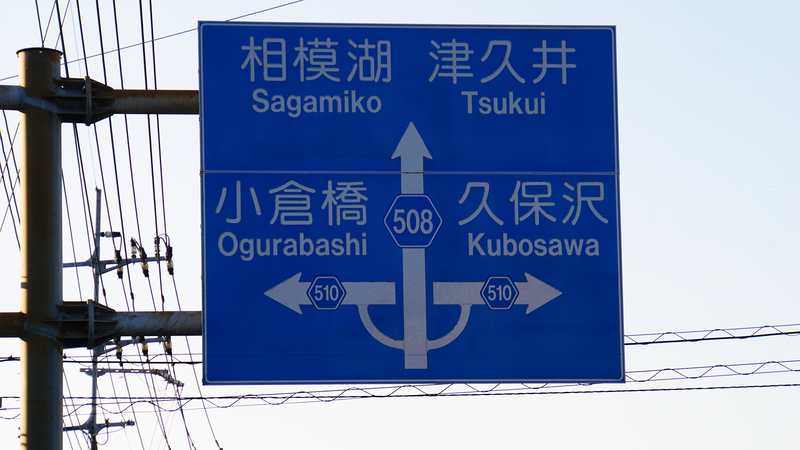 相模湖 津久井
Sagamiko Tsukui
小倉橋 508 久保沢
Ogurabashi Kubosawa
510 510